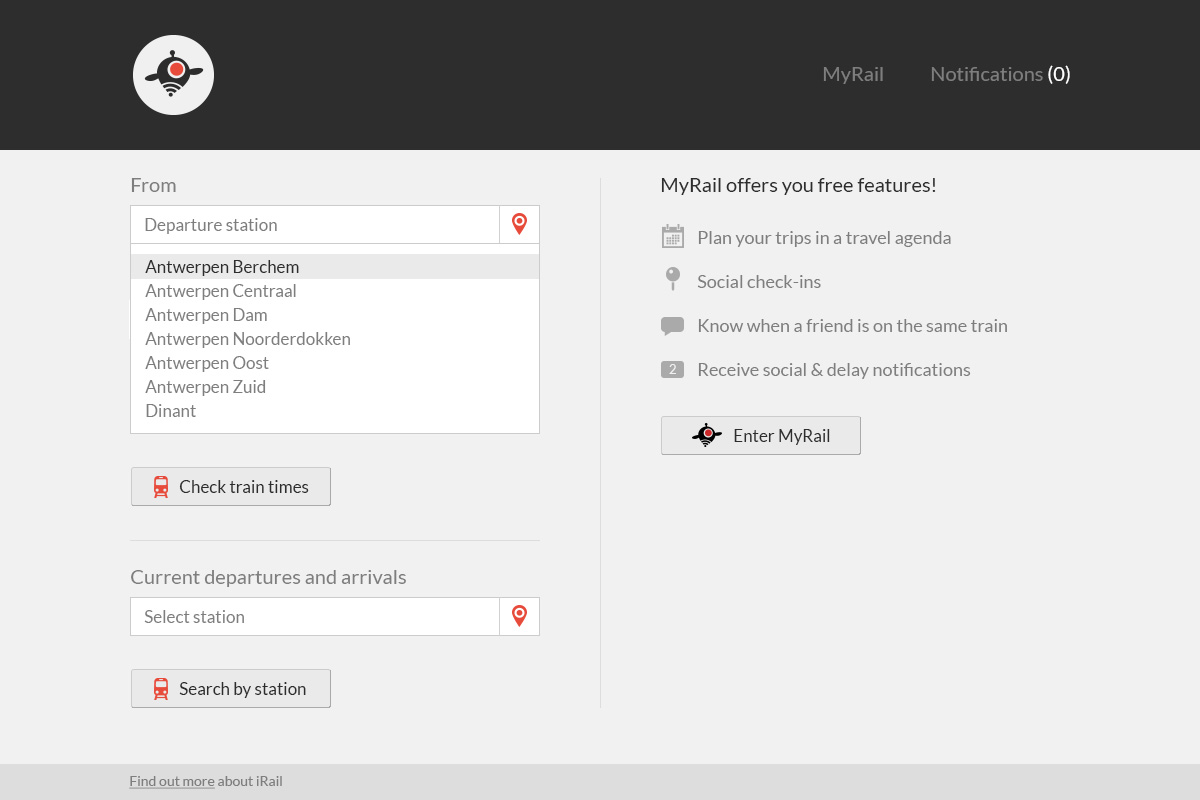 MyRail
Notifications (0)
From
Departure station
Antwerpen Berchem
Antwerpen Centraal
Antwerpen Dam
Antwerpen Noorderdokken
Antwerpen Oost
Antwerpen Zuid
Dinant
Check train times
Current departures and arrivals
Select station
Search by station
MyRail offers you free features!
Plan your trips in a travel agenda
Social check-ins
Know when a friend is on the same train
2 Receive social & delay notifications
Enter MyRail
Find out more about iRail